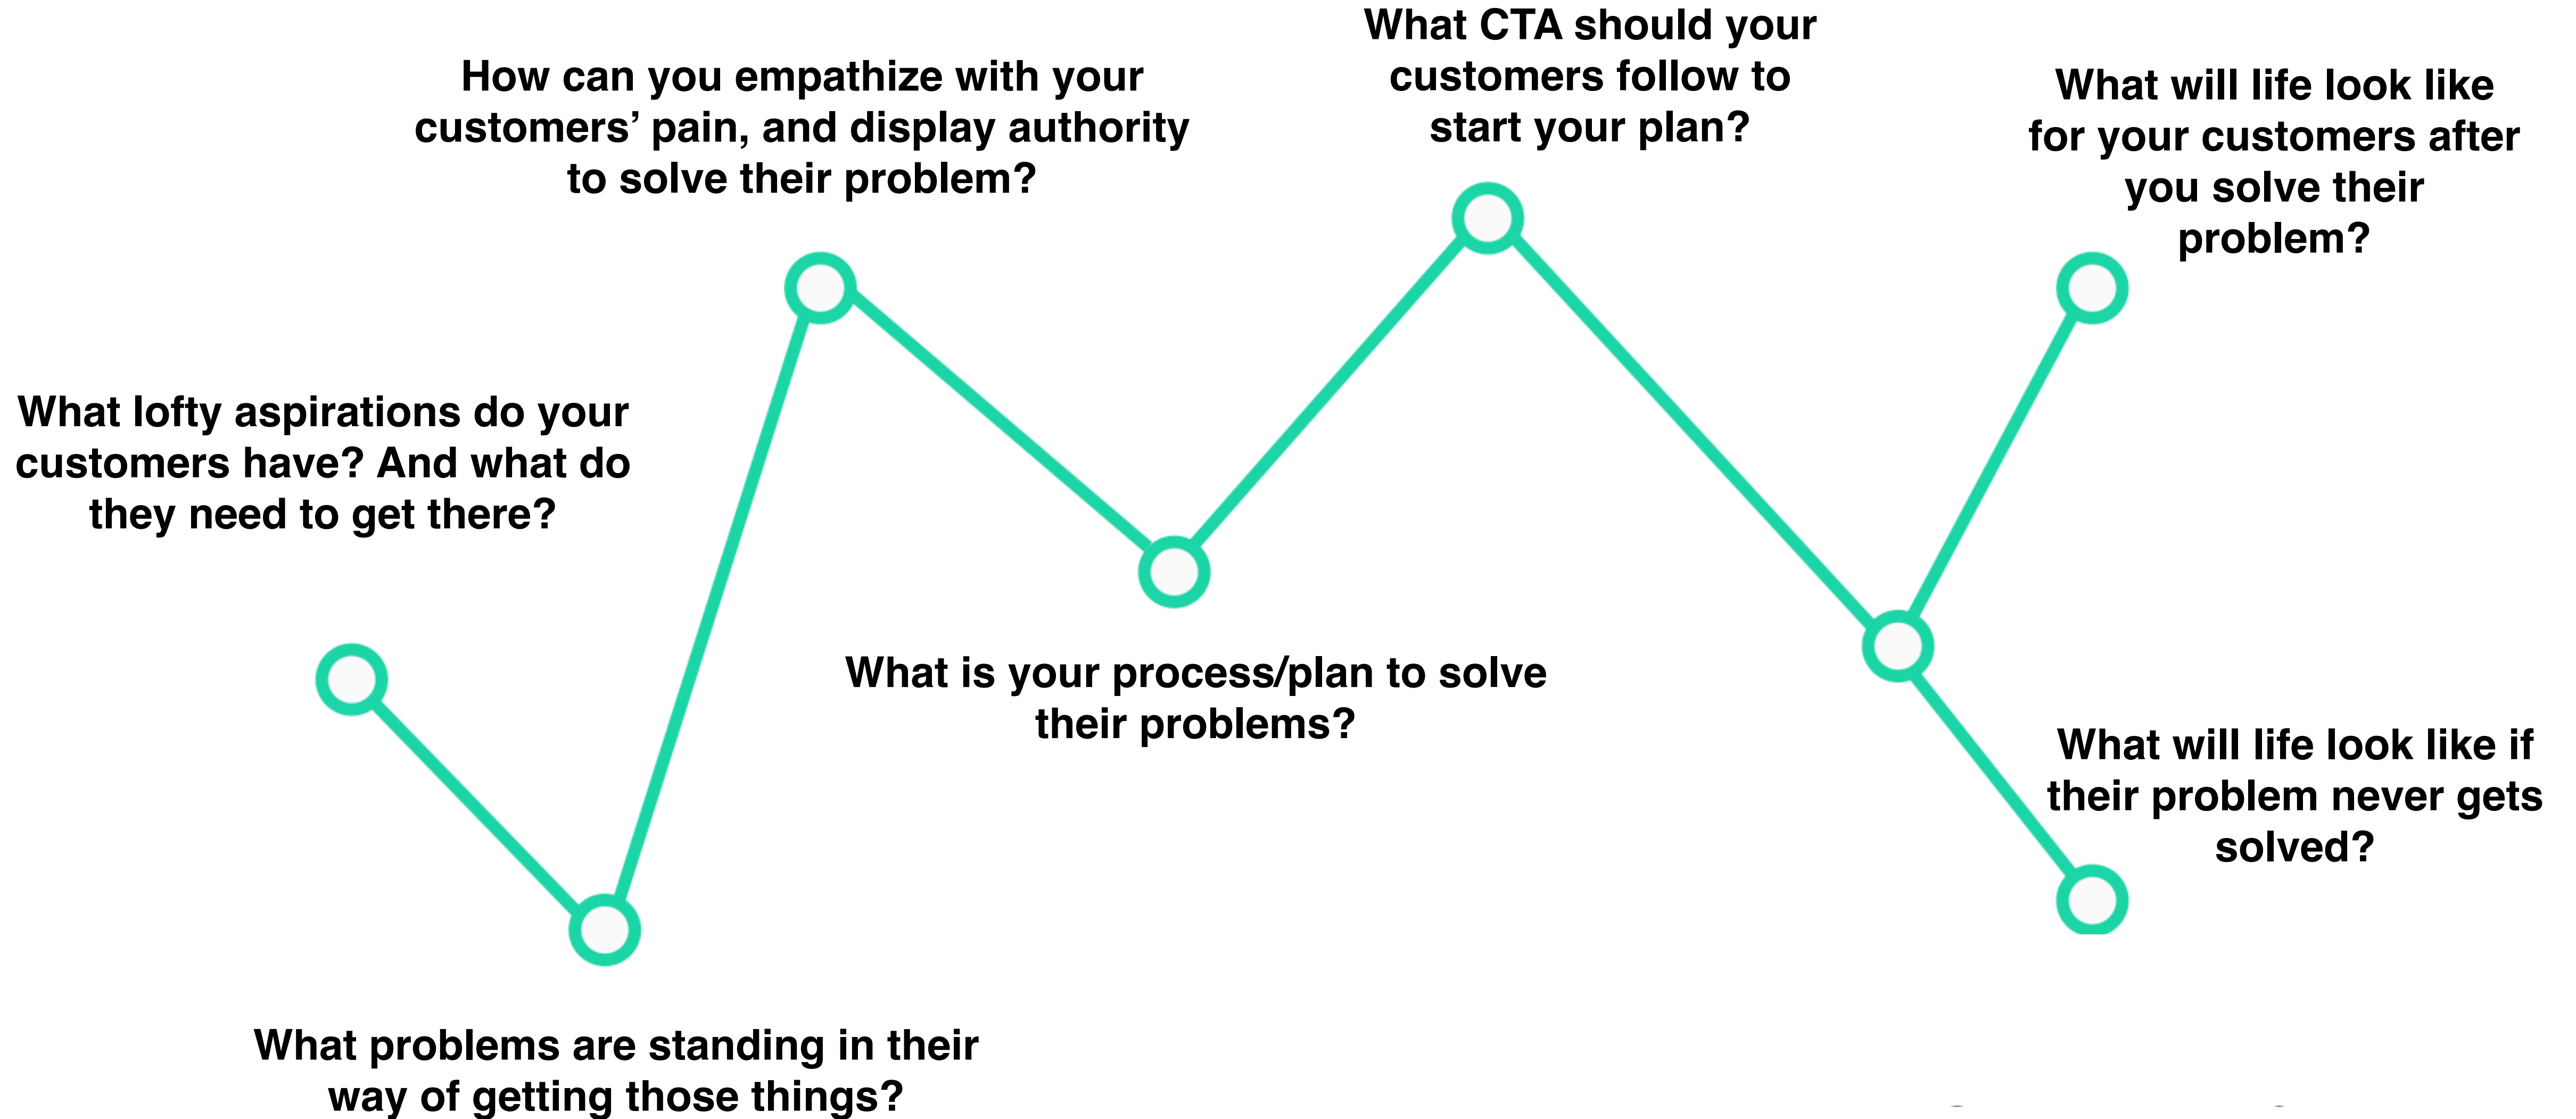 What lofty aspirations do your
customers have? And what do
they need to get there?
What problems are standing in their
way of getting those things?
How can you empathize with your
customers’ pain, and display authority
to solve their problem?
What is your process/plan to solve
their problems?
What CTA should your
customers follow to
start your plan?
What will life look like
for your customers after
you solve their
problem?
What will life look like if
their problem never gets
solved?